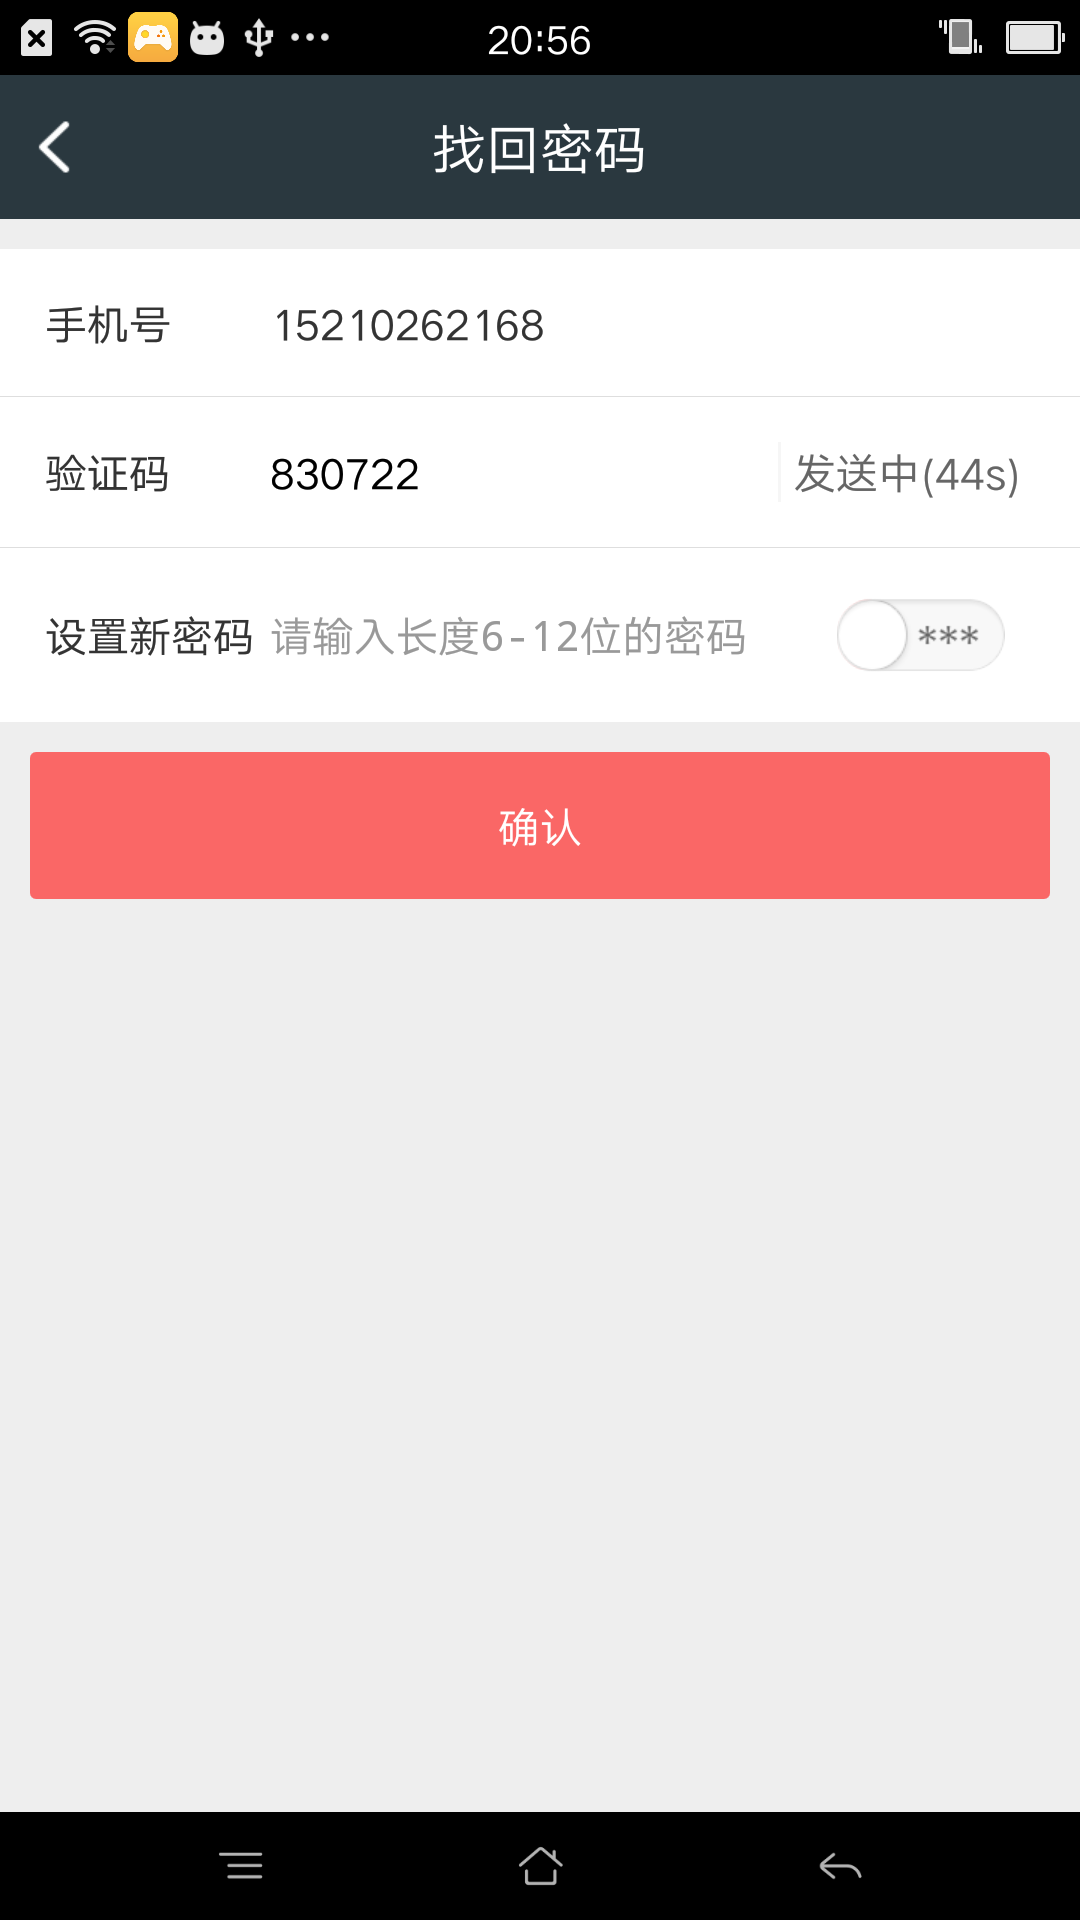 20:56
找回密码
手机号 15210262168
验证码 830722 发送中(44s)
设置新密码 请输入长度6-12位的密码 ***
确认